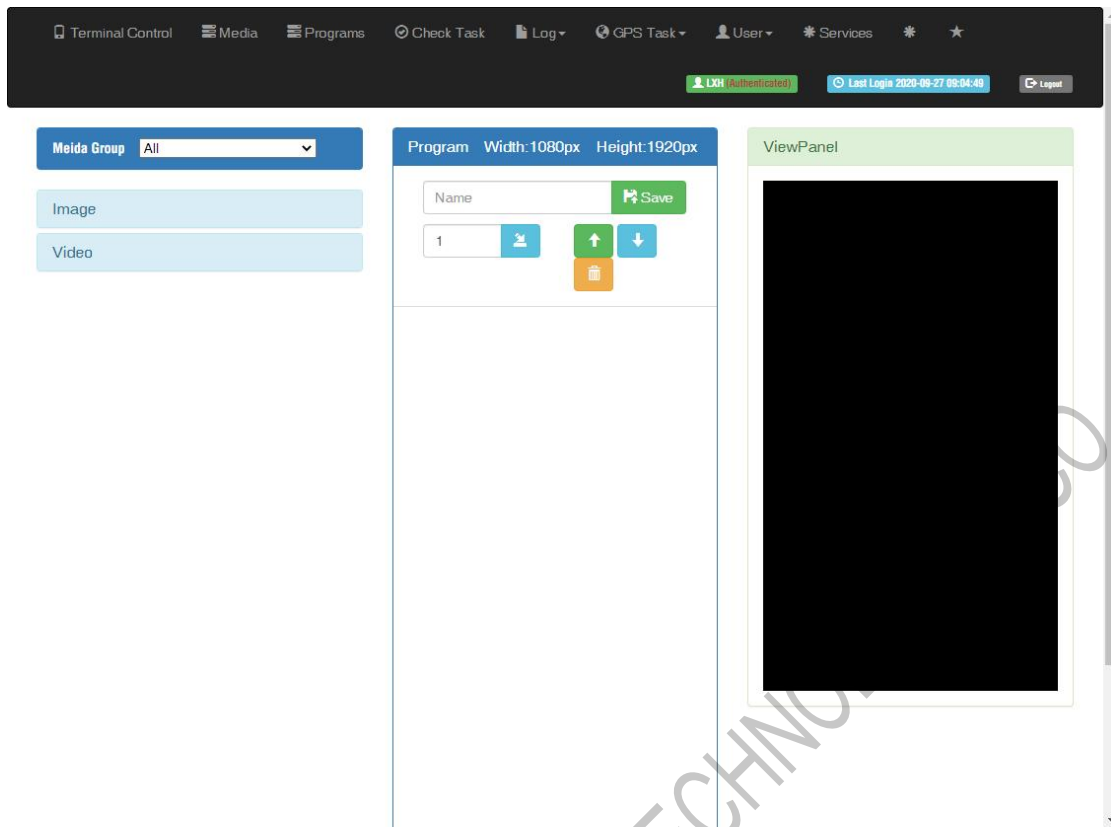 Terminal Control Media Programs Check Task Log GPS Task User Services
LXH (Authenticated) Last Login 2020-09-27 09:04:49 Logout
Meida Group All
Image
Video
Program Width:1080px Height:1920px
Name Save
1
ViewPanel